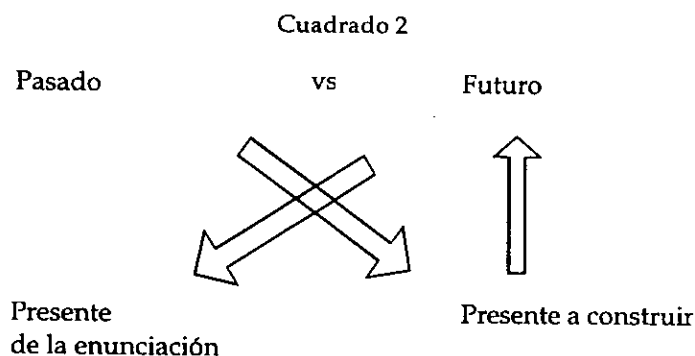 Cuadrado 2
Pasado vs Futuro
Presente
de la enunciación
Presente a construir